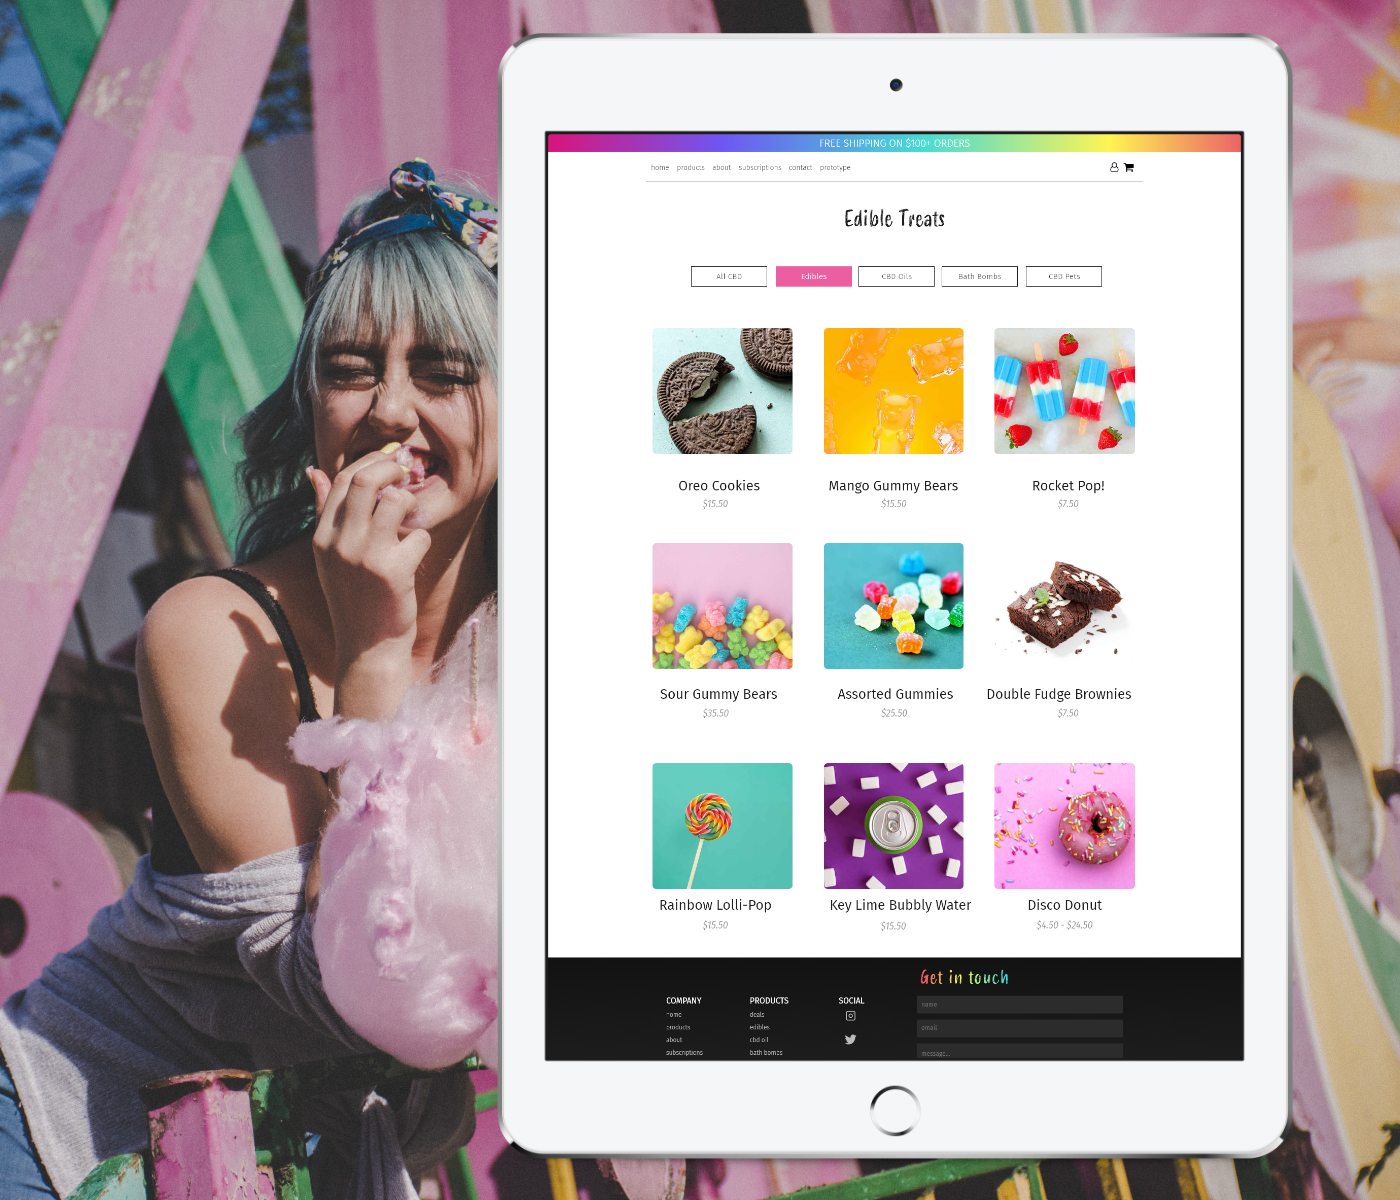 FREE SHIPPING ON $100+ ORDERS
home products about subscriptions contact prototype
Edible Treats
All CBD Edibles CBD Oils Bath Bombs CBD Pets
Oreo Cookies Mango Gummy Bears Rocket Pop!
$15.50 $15.50 $7.50
Sour Gummy Bears Assorted Gummies Double Fudge Brownies
$35.50 $25.50 $7.50
Rainbow Lolli-Pop Key Lime Bubbly Water Disco Donut
$15.50 $15.50 $4.50 - $24.50
Get in touch
COMPANY PRODUCTS SOCIAL
name
home deals
products edibles
email
about cbd oil
subscriptions bath bombs
message...